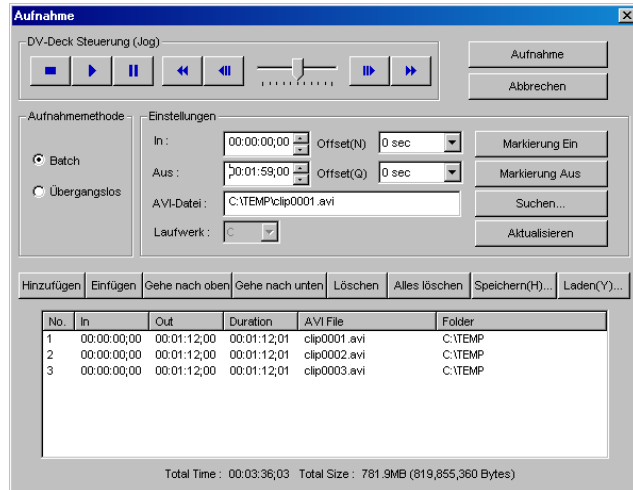 Aufnahme
DV-Deck Steuerung (Jog)
Aufnahme
Abbrechen
Aufnahmemethode
Batch
Übergangslos
Einstellungen
In : 00:00:00;00 Offset(N) 0 sec
Aus : 00:01:59;00 Offset(Q) 0 sec
AVI-Datei : C:\TEMP\clip0001.avi
Laufwerk : C
Markierung Ein
Markierung Aus
Suchen...
Aktualisieren
Hinzufügen Einfügen Gehe nach oben Gehe nach unten Löschen Alles löschen Speichern(H)... Laden(Y)...
No. In Out Duration AVI File Folder
1 00:00:00;00 00:01:12;00 00:01:12;01 clip0001.avi C:\TEMP
2 00:00:00;00 00:01:12;00 00:01:12;01 clip0002.avi C:\TEMP
3 00:00:00;00 00:01:12;00 00:01:12;01 clip0003.avi C:\TEMP
Total Time : 00:03:36;03 Total Size : 781.9MB (819,855,360 Bytes)